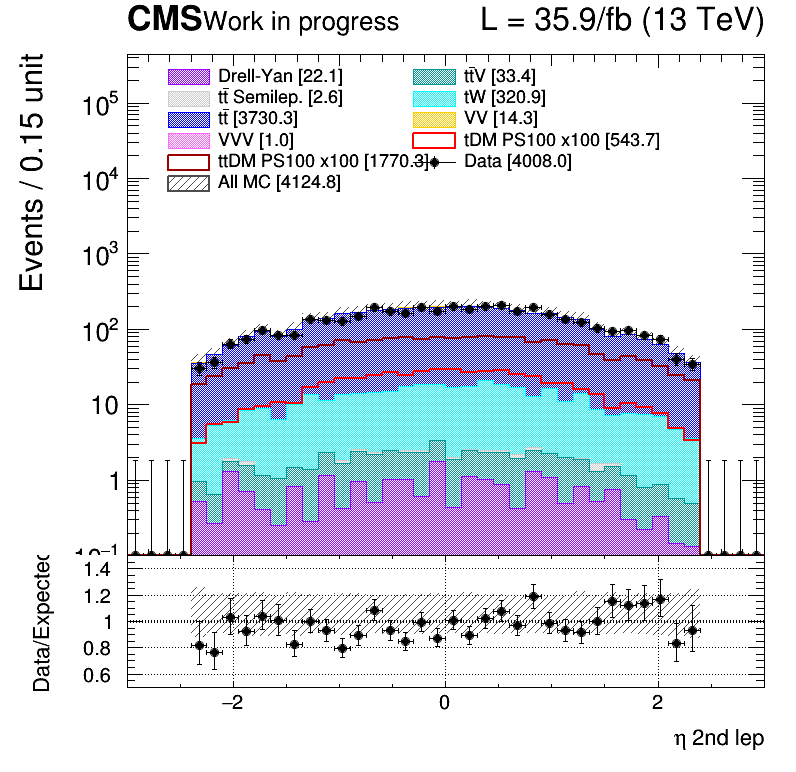 CMS Work in progress L = 35.9/fb (13 TeV)
Events / 0.15 unit
Drell-Yan [22.1] tt̄V [33.4]
tt̄ Semilep. [2.6] tW [320.9]
tt̄ [3730.3] VV [14.3]
VVV [1.0] tDM PS100 x100 [543.7]
ttDM PS100 x100 [1770.3] Data [4008.0]
All MC [4124.8]
10⁵
10⁴
10³
10²
10
1
10⁻¹
Data/Expected
1.4
1.2
1
0.8
0.6
−2 0 2
η 2nd lep